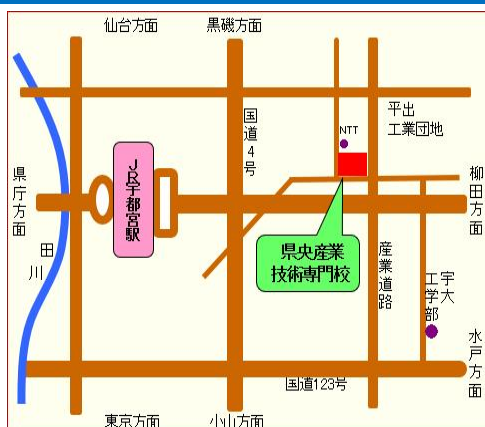 仙台方面
黒磯方面
国道4号
平出
工業団地
NTT
県庁方面
JR宇都宮駅
柳田方面
田川
県央産業
技術専門校
産業道路
宇大
工学部
水戸方面
国道123号
東京方面
小山方面